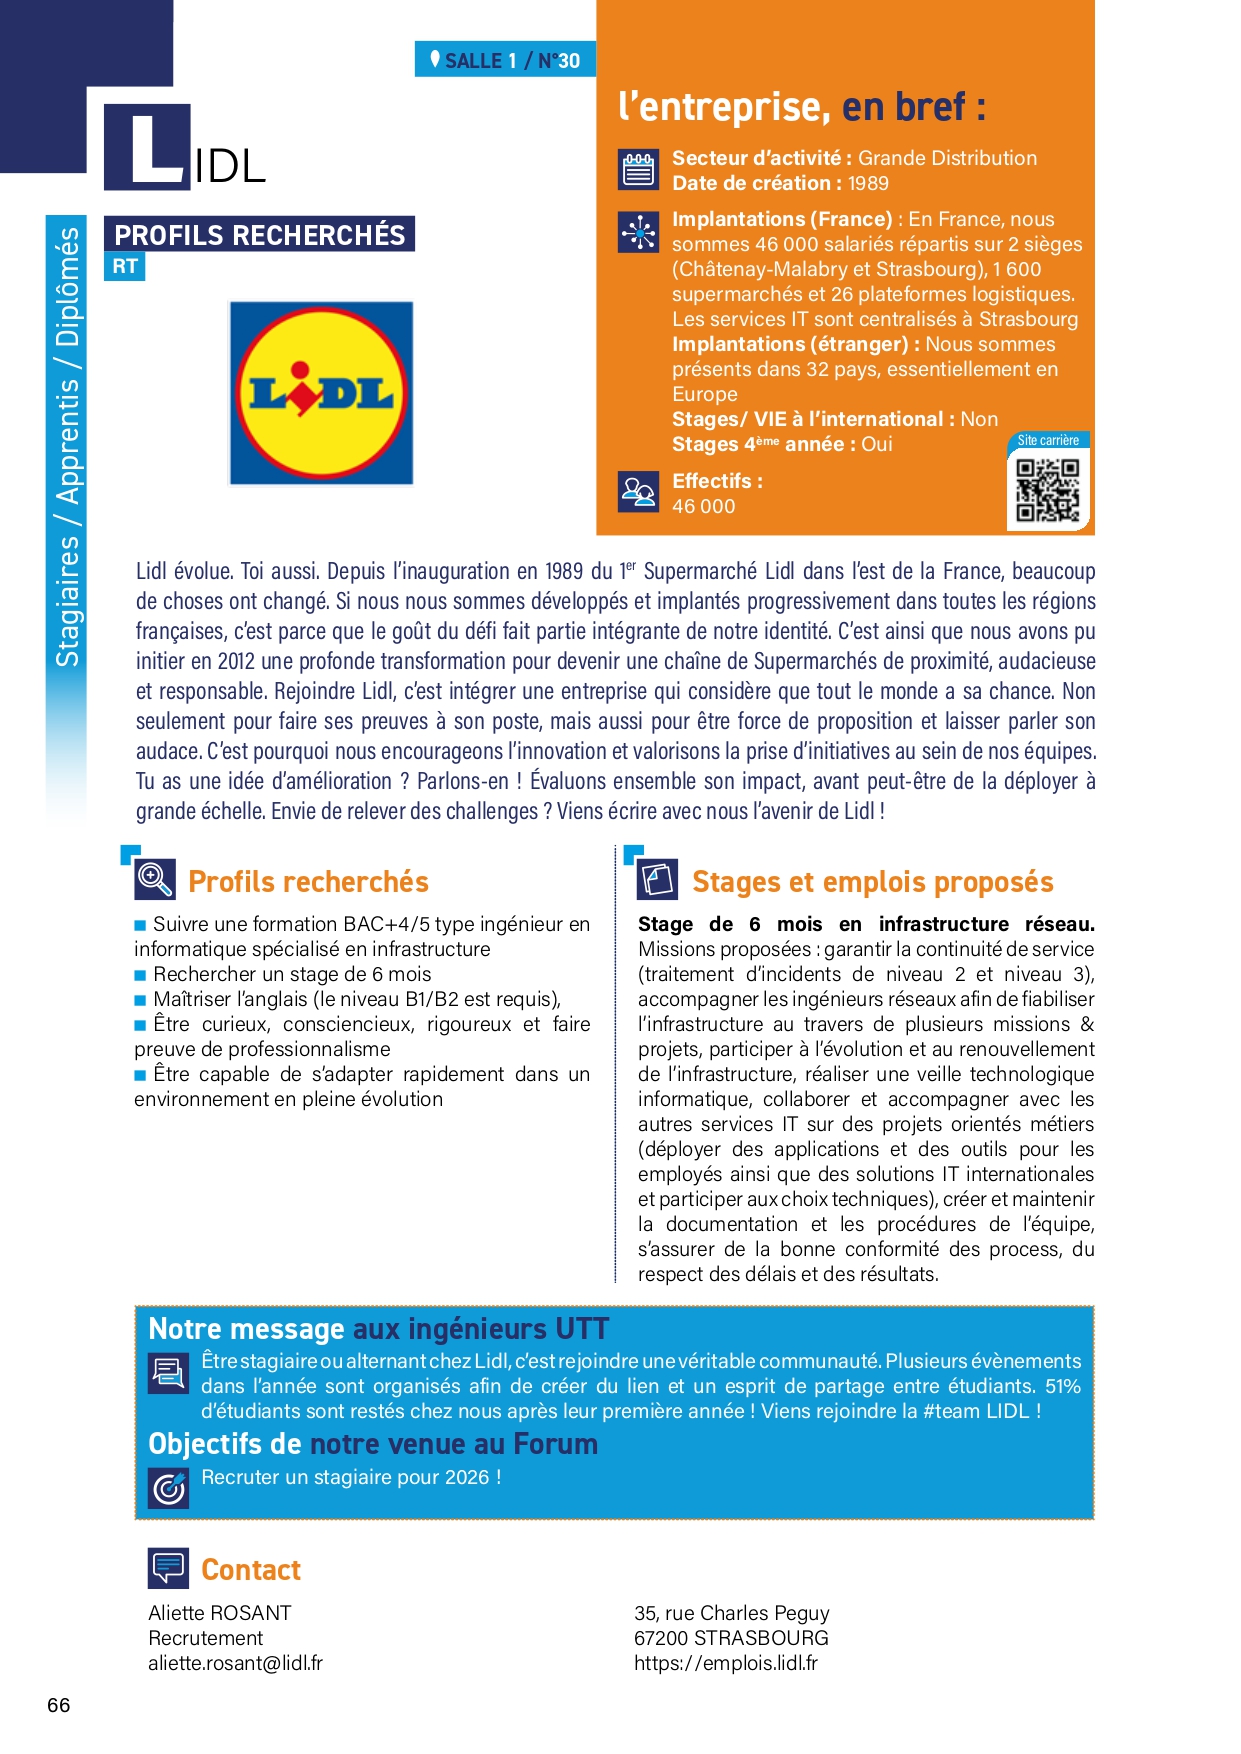 SALLE 1 / N°30
LIDL
PROFILS RECHERCHÉS
RT
Stagiaires / Apprentis / Diplômés
LIDL
l'entreprise, en bref :
Secteur d'activité : Grande Distribution
Date de création : 1989
Implantations (France) : En France, nous
sommes 46 000 salariés répartis sur 2 sièges
(Châtenay-Malabry et Strasbourg), 1 600
supermarchés et 26 plateformes logistiques.
Les services IT sont centralisés à Strasbourg
Implantations (étranger) : Nous sommes
présents dans 32 pays, essentiellement en
Europe
Stages/ VIE à l'international : Non
Stages 4ème année : Oui
Site carrière
Effectifs :
46 000
Lidl évolue. Toi aussi. Depuis l'inauguration en 1989 du 1er Supermarché Lidl dans l'est de la France, beaucoup
de choses ont changé. Si nous nous sommes développés et implantés progressivement dans toutes les régions
françaises, c'est parce que le goût du défi fait partie intégrante de notre identité. C'est ainsi que nous avons pu
initier en 2012 une profonde transformation pour devenir une chaîne de Supermarchés de proximité, audacieuse
et responsable. Rejoindre Lidl, c'est intégrer une entreprise qui considère que tout le monde a sa chance. Non
seulement pour faire ses preuves à son poste, mais aussi pour être force de proposition et laisser parler son
audace. C'est pourquoi nous encourageons l'innovation et valorisons la prise d'initiatives au sein de nos équipes.
Tu as une idée d'amélioration ? Parlons-en ! Évaluons ensemble son impact, avant peut-être de la déployer à
grande échelle. Envie de relever des challenges ? Viens écrire avec nous l'avenir de Lidl !
Profils recherchés
■ Suivre une formation BAC+4/5 type ingénieur en
informatique spécialisé en infrastructure
■ Rechercher un stage de 6 mois
■ Maîtriser l'anglais (le niveau B1/B2 est requis),
■ Être curieux, consciencieux, rigoureux et faire
preuve de professionnalisme
■ Être capable de s'adapter rapidement dans un
environnement en pleine évolution
Stages et emplois proposés
Stage de 6 mois en infrastructure réseau.
Missions proposées : garantir la continuité de service
(traitement d'incidents de niveau 2 et niveau 3),
accompagner les ingénieurs réseaux afin de fiabiliser
l'infrastructure au travers de plusieurs missions &
projets, participer à l'évolution et au renouvellement
de l'infrastructure, réaliser une veille technologique
informatique, collaborer et accompagner avec les
autres services IT sur des projets orientés métiers
(déployer des applications et des outils pour les
employés ainsi que des solutions IT internationales
et participer aux choix techniques), créer et maintenir
la documentation et les procédures de l'équipe,
s'assurer de la bonne conformité des process, du
respect des délais et des résultats.
Notre message aux ingénieurs UTT
Être stagiaire ou alternant chez Lidl, c'est rejoindre une véritable communauté. Plusieurs évènements
dans l'année sont organisés afin de créer du lien et un esprit de partage entre étudiants. 51%
d'étudiants sont restés chez nous après leur première année ! Viens rejoindre la #team LIDL !
Objectifs de notre venue au Forum
Recruter un stagiaire pour 2026 !
Contact
Aliette ROSANT
Recrutement
aliette.rosant@lidl.fr
35, rue Charles Peguy
67200 STRASBOURG
https://emplois.lidl.fr
66